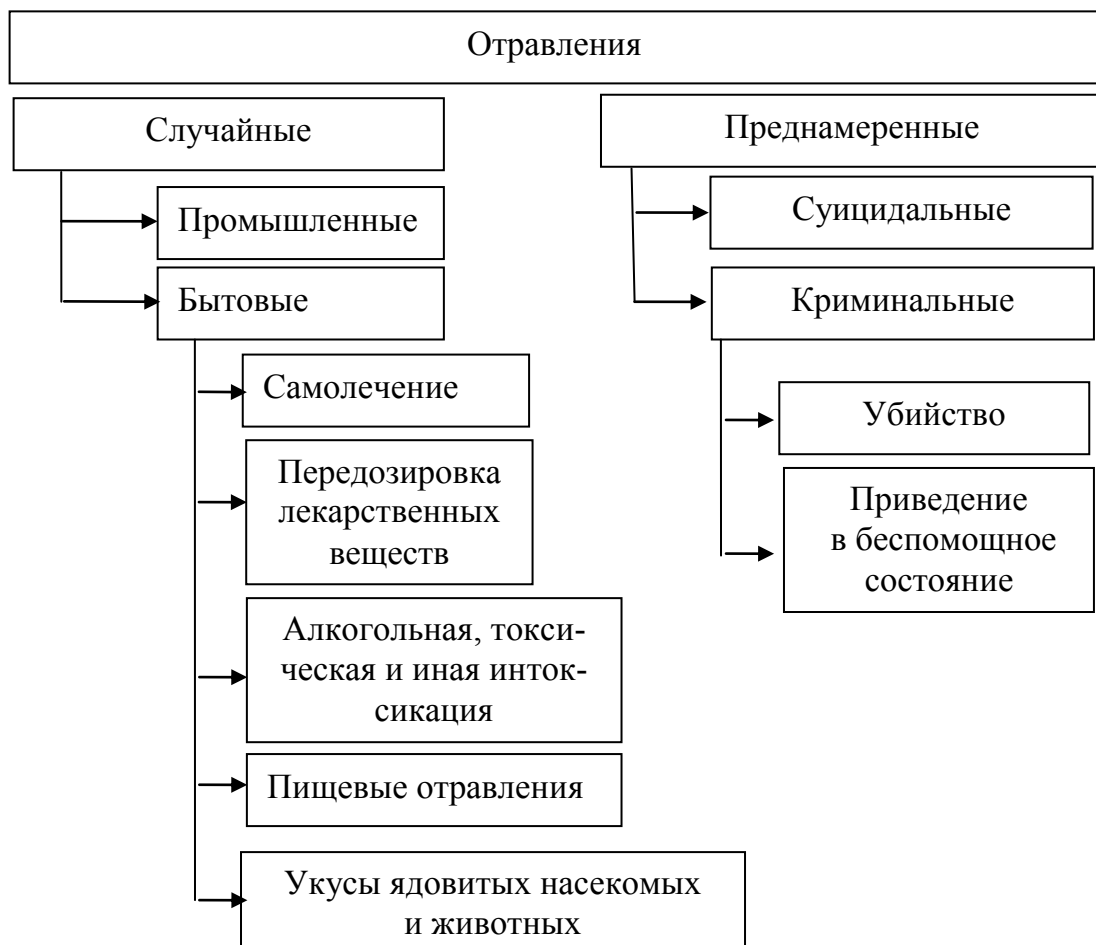 Отравления
Случайные
Преднамеренные
Промышленные
Суицидальные
Бытовые
Криминальные
Самолечение
Убийство
Передозировка
лекарственных
веществ
Приведение
в беспомощное
состояние
Алкогольная, токси-
ческая и иная инток-
сикация
Пищевые отравления
Укусы ядовитых насекомых
и животных